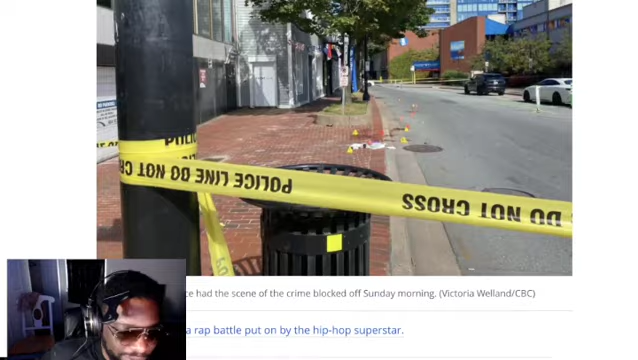 POLICE
POLICE LINE DO NOT CROSS
DO NOT CROSS
ce had the scene of the crime blocked off Sunday morning. (Victoria Welland/CBC)
a rap battle put on by the hip-hop superstar.